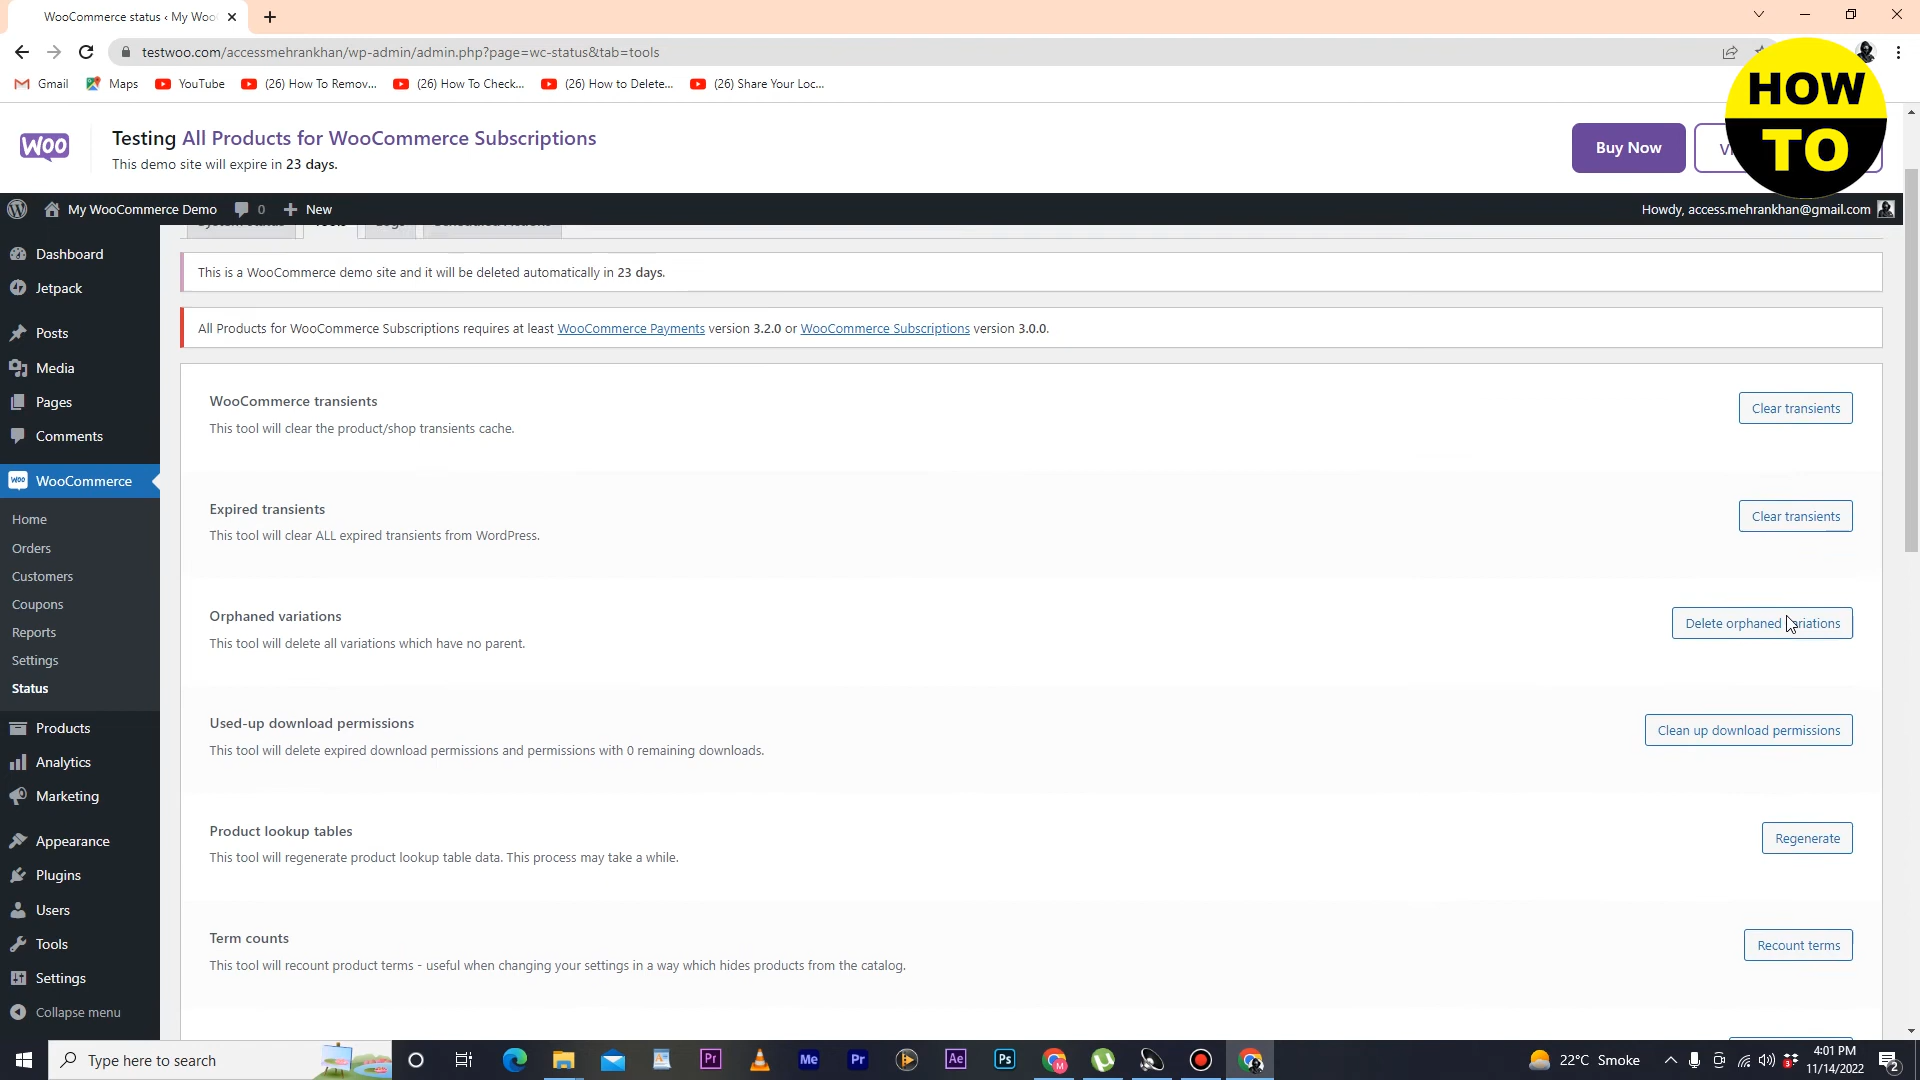 WooCommerce status ‹ My Woo
testwoo.com/accessmehrankhan/wp-admin/admin.php?page=wc-status&tab=tools
Gmail Maps YouTube (26) How To Remov... (26) How To Check... (26) How to Delete... (26) Share Your Loc...
HOW
TO
WOO
Testing All Products for WooCommerce Subscriptions
This demo site will expire in 23 days.
Buy Now
My WooCommerce Demo 0 New Howdy, access.mehrankhan@gmail.com
Dashboard
Jetpack
Posts
Media
Pages
Comments
WooCommerce
Home
Orders
Customers
Coupons
Reports
Settings
Status
Products
Analytics
Marketing
Appearance
Plugins
Users
Tools
Settings
Collapse menu
This is a WooCommerce demo site and it will be deleted automatically in 23 days.
All Products for WooCommerce Subscriptions requires at least WooCommerce Payments version 3.2.0 or WooCommerce Subscriptions version 3.0.0.
WooCommerce transients
This tool will clear the product/shop transients cache.
Clear transients
Expired transients
This tool will clear ALL expired transients from WordPress.
Clear transients
Orphaned variations
This tool will delete all variations which have no parent.
Delete orphaned variations
Used-up download permissions
This tool will delete expired download permissions and permissions with 0 remaining downloads.
Clean up download permissions
Product lookup tables
This tool will regenerate product lookup table data. This process may take a while.
Regenerate
Term counts
This tool will recount product terms - useful when changing your settings in a way which hides products from the catalog.
Recount terms
Type here to search
22°C Smoke
4:01 PM
11/14/2022
2